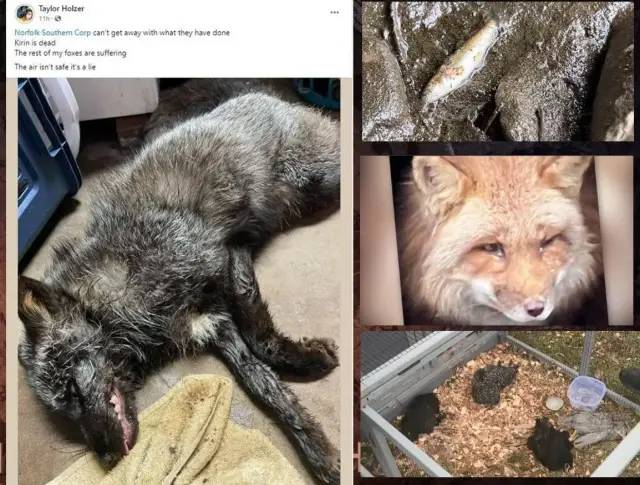 Taylor Holzer
11h
Norfolk Southern Corp can't get away with what they have done
Kirin is dead
The rest of my foxes are suffering
The air isn't safe it's a lie